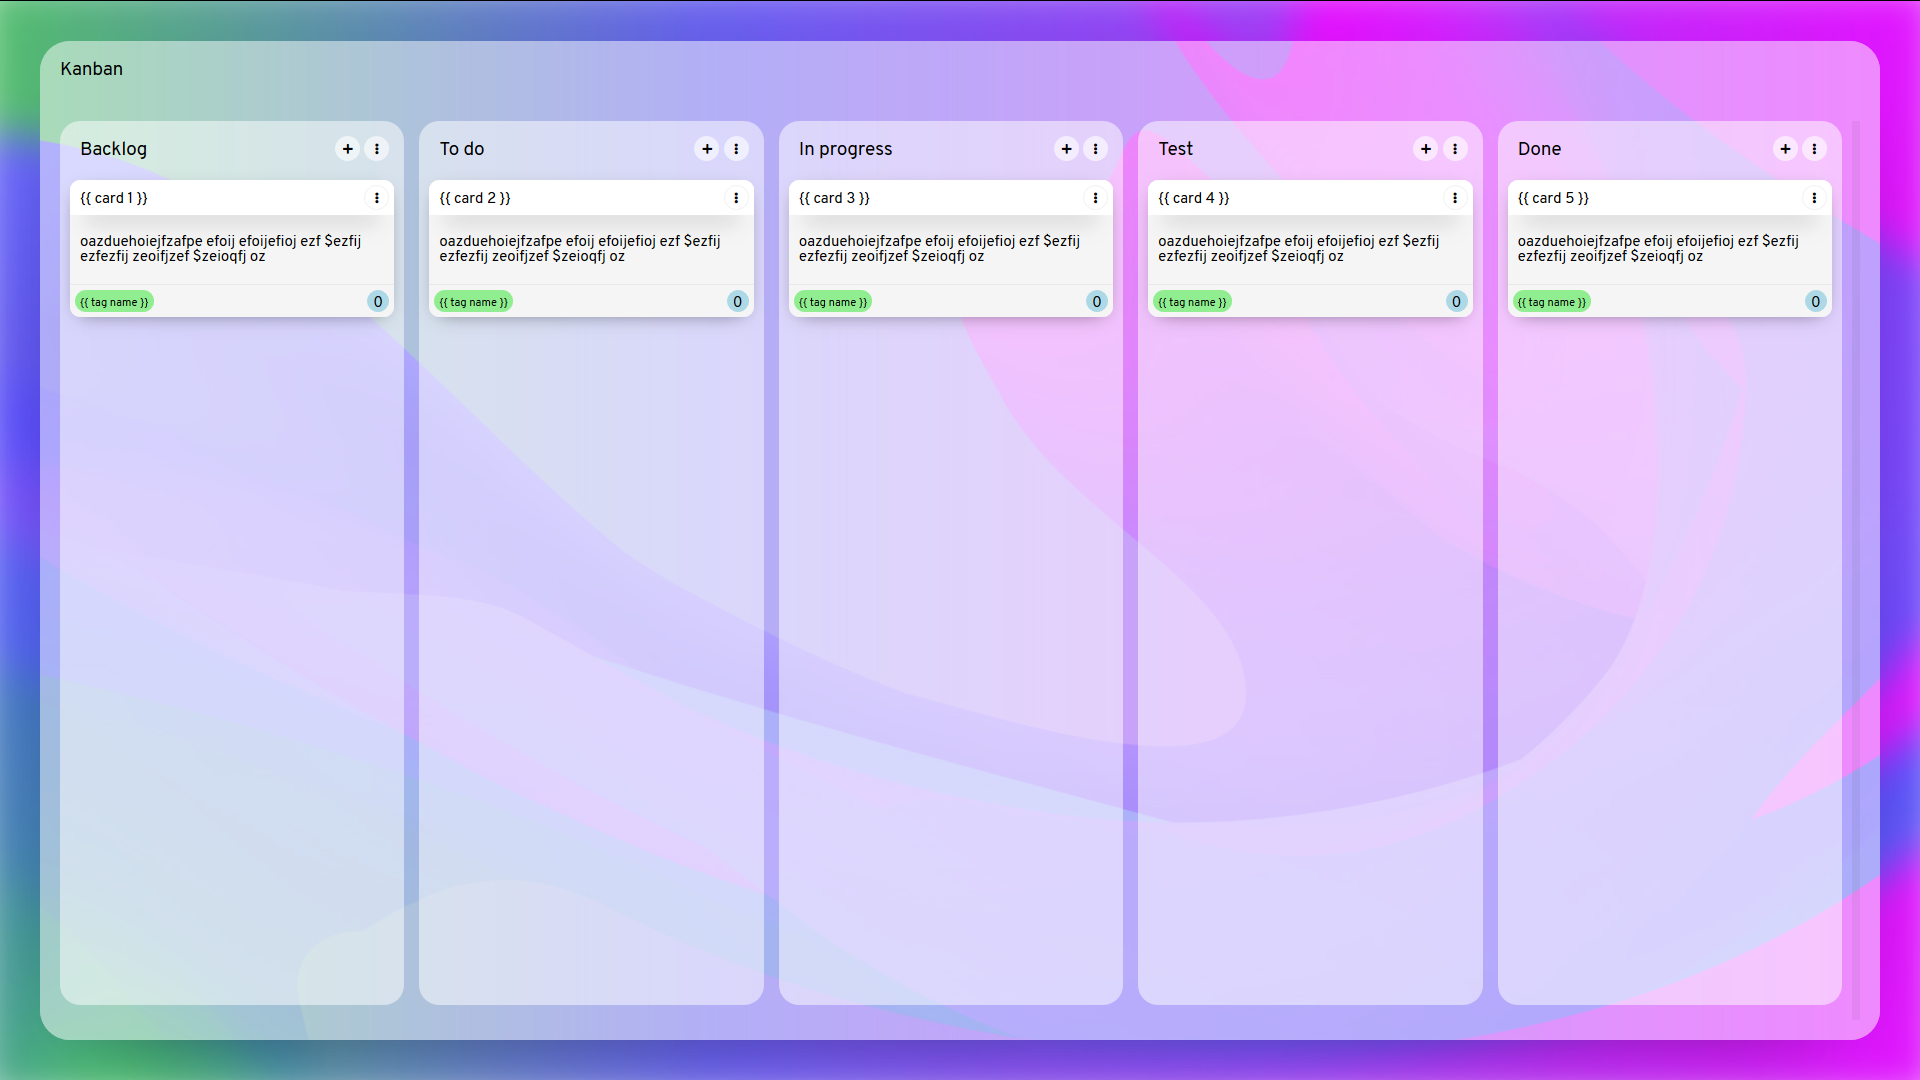 Kanban
Backlog
{{ card 1 }}
oazduehoiejfzafpe efoij efoijefioj ezf $ezfij
ezfezfij zeoifjzef $zeioqfj oz
{{ tag name }}
0
To do
{{ card 2 }}
oazduehoiejfzafpe efoij efoijefioj ezf $ezfij
ezfezfij zeoifjzef $zeioqfj oz
{{ tag name }}
0
In progress
{{ card 3 }}
oazduehoiejfzafpe efoij efoijefioj ezf $ezfij
ezfezfij zeoifjzef $zeioqfj oz
{{ tag name }}
0
Test
{{ card 4 }}
oazduehoiejfzafpe efoij efoijefioj ezf $ezfij
ezfezfij zeoifjzef $zeioqfj oz
{{ tag name }}
0
Done
{{ card 5 }}
oazduehoiejfzafpe efoij efoijefioj ezf $ezfij
ezfezfij zeoifjzef $zeioqfj oz
{{ tag name }}
0